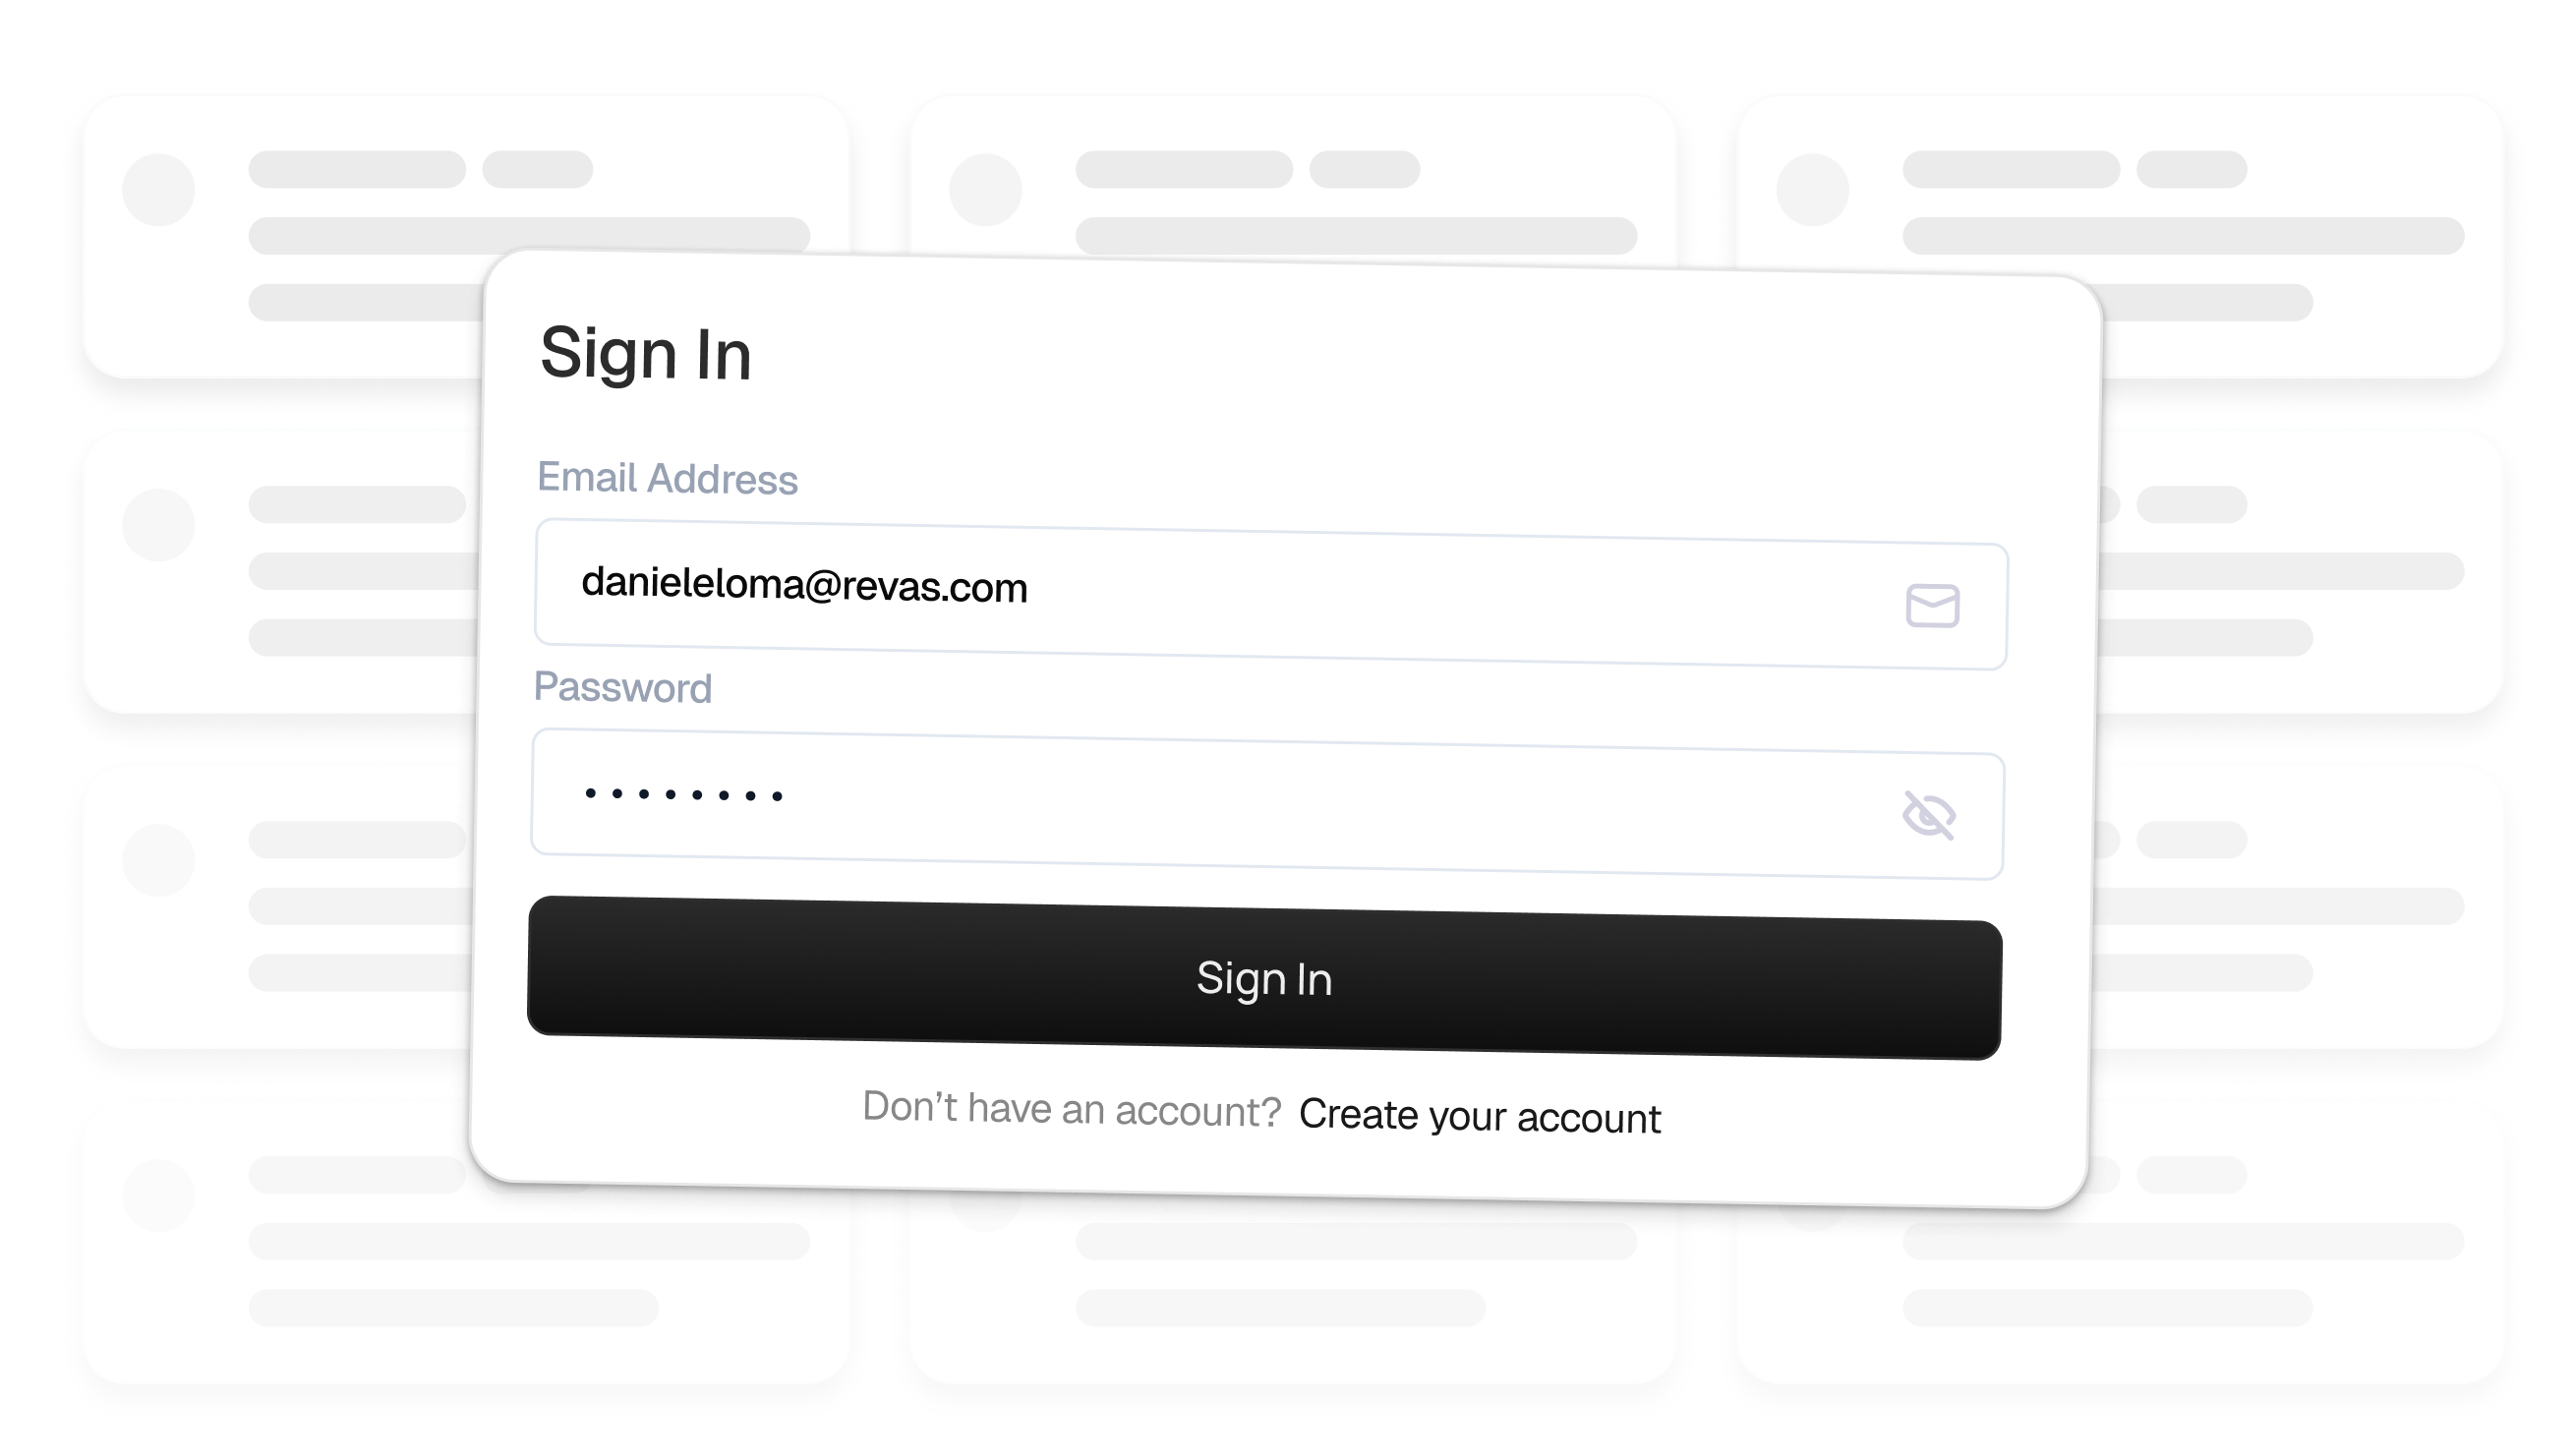 Sign In
Email Address
danieleloma@revas.com
Password
••••••••
Sign In
Don’t have an account? Create your account